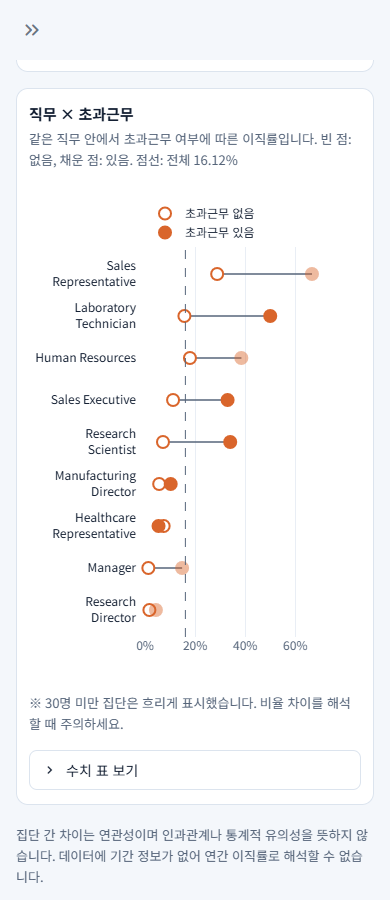 직무 × 초과근무
같은 직무 안에서 초과근무 여부에 따른 이직률입니다. 빈 점:
없음, 채운 점: 있음. 점선: 전체 16.12%
초과근무 없음
초과근무 있음
Sales
Representative
Laboratory
Technician
Human Resources
Sales Executive
Research
Scientist
Manufacturing
Director
Healthcare
Representative
Manager
Research
Director
0% 20% 40% 60%
※ 30명 미만 집단은 흐리게 표시했습니다. 비율 차이를 해석
할 때 주의하세요.
수치 표 보기
집단 간 차이는 연관성이며 인과관계나 통계적 유의성을 뜻하지 않
습니다. 데이터에 기간 정보가 없어 연간 이직률로 해석할 수 없습
니다.